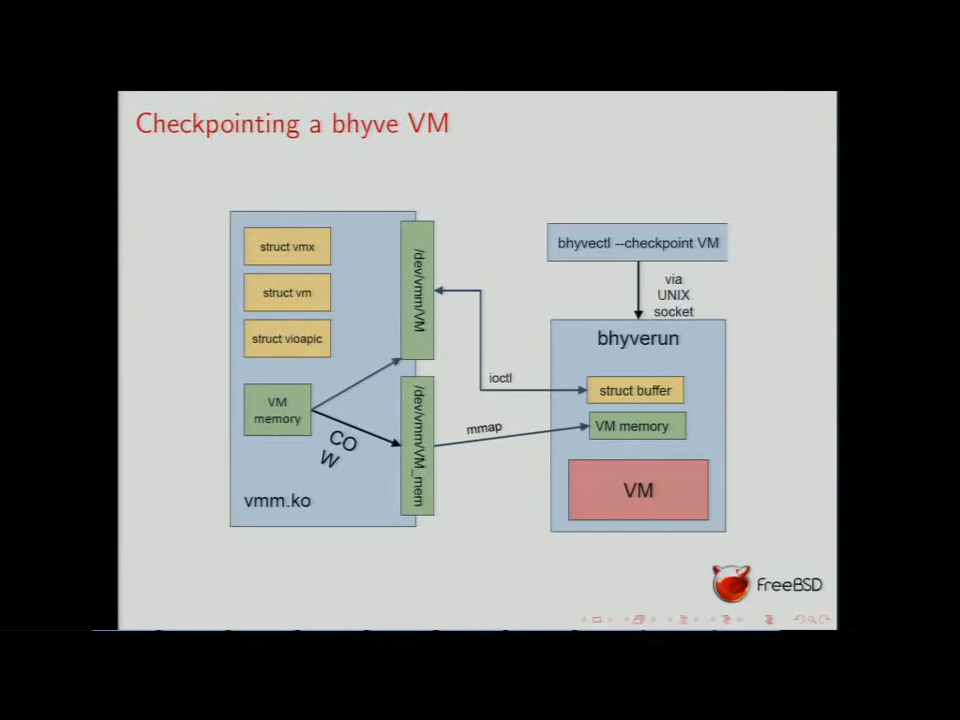 Checkpointing a bhyve VM
struct vmx
struct vm
struct vioapic
VM
memory
CO
W
vmm.ko
/dev/vmm/VM
/dev/vmm/VM_mem
ioctl
mmap
bhyvectl --checkpoint VM
via
UNIX
socket
bhyverun
struct buffer
VM memory
VM
FreeBSD